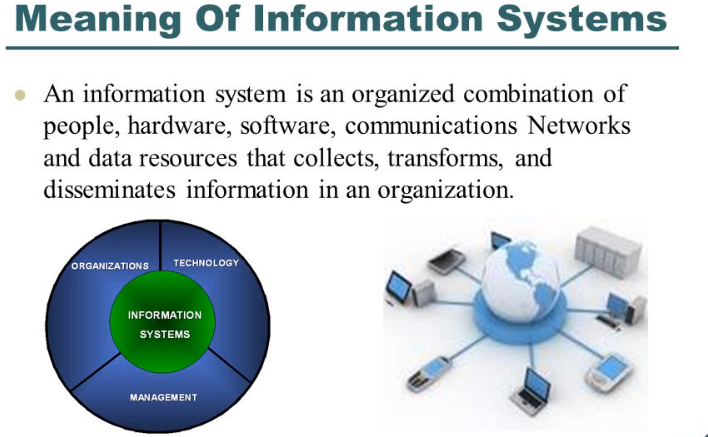 Meaning Of Information Systems
An information system is an organized combination of
people, hardware, software, communications Networks
and data resources that collects, transforms, and
disseminates information in an organization.
ORGANIZATIONS
TECHNOLOGY
INFORMATION
SYSTEMS
MANAGEMENT